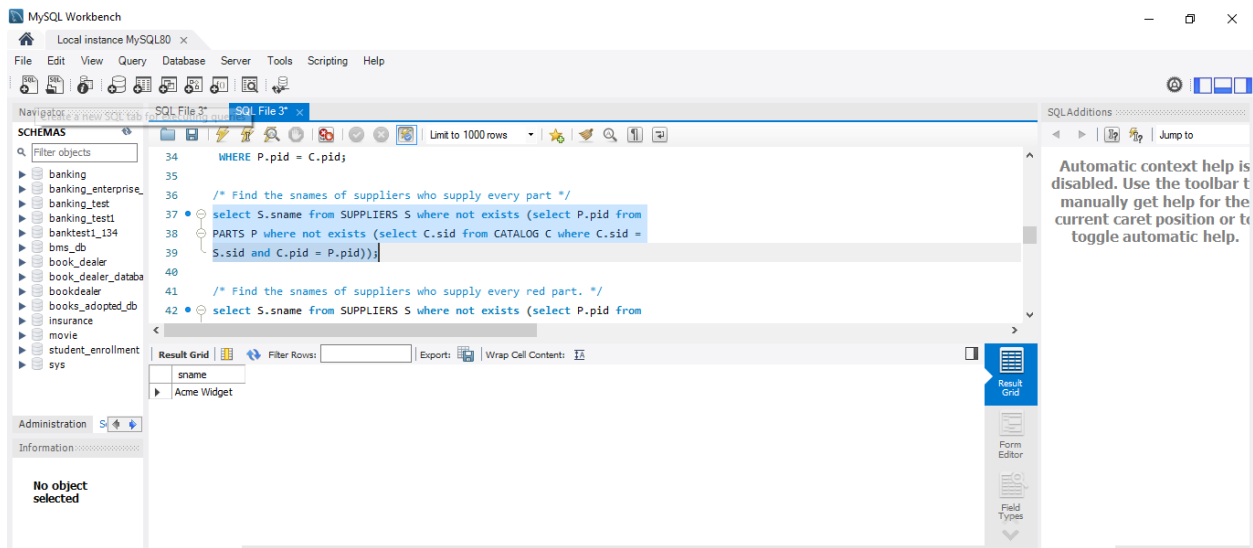 MySQL Workbench
Local instance MySQL80 ×
File Edit View Query Database Server Tools Scripting Help
Navigator
Create a new SQL tab for executing queries
SQL File 3* SQL File 3* ×
SQLAdditions
SCHEMAS
Filter objects
Limit to 1000 rows
Jump to
banking
banking_enterprise_
banking_test
banking_test1
banktest1_134
bms_db
book_dealer
book_dealer_databa
bookdealer
books_adopted_db
insurance
movie
student_enrollment
sys
34 WHERE P.pid = C.pid;
35
36 /* Find the snames of suppliers who supply every part */
37 select S.sname from SUPPLIERS S where not exists (select P.pid from
38 PARTS P where not exists (select C.sid from CATALOG C where C.sid =
39 S.sid and C.pid = P.pid));
40
41 /* Find the snames of suppliers who supply every red part. */
42 select S.sname from SUPPLIERS S where not exists (select P.pid from
Automatic context help is
disabled. Use the toolbar t
manually get help for the
current caret position or to
toggle automatic help.
Result Grid Filter Rows: Export: Wrap Cell Content:
sname
Acme Widget
Result
Grid
Form
Editor
Field
Types
Administration S
Information
No object
selected